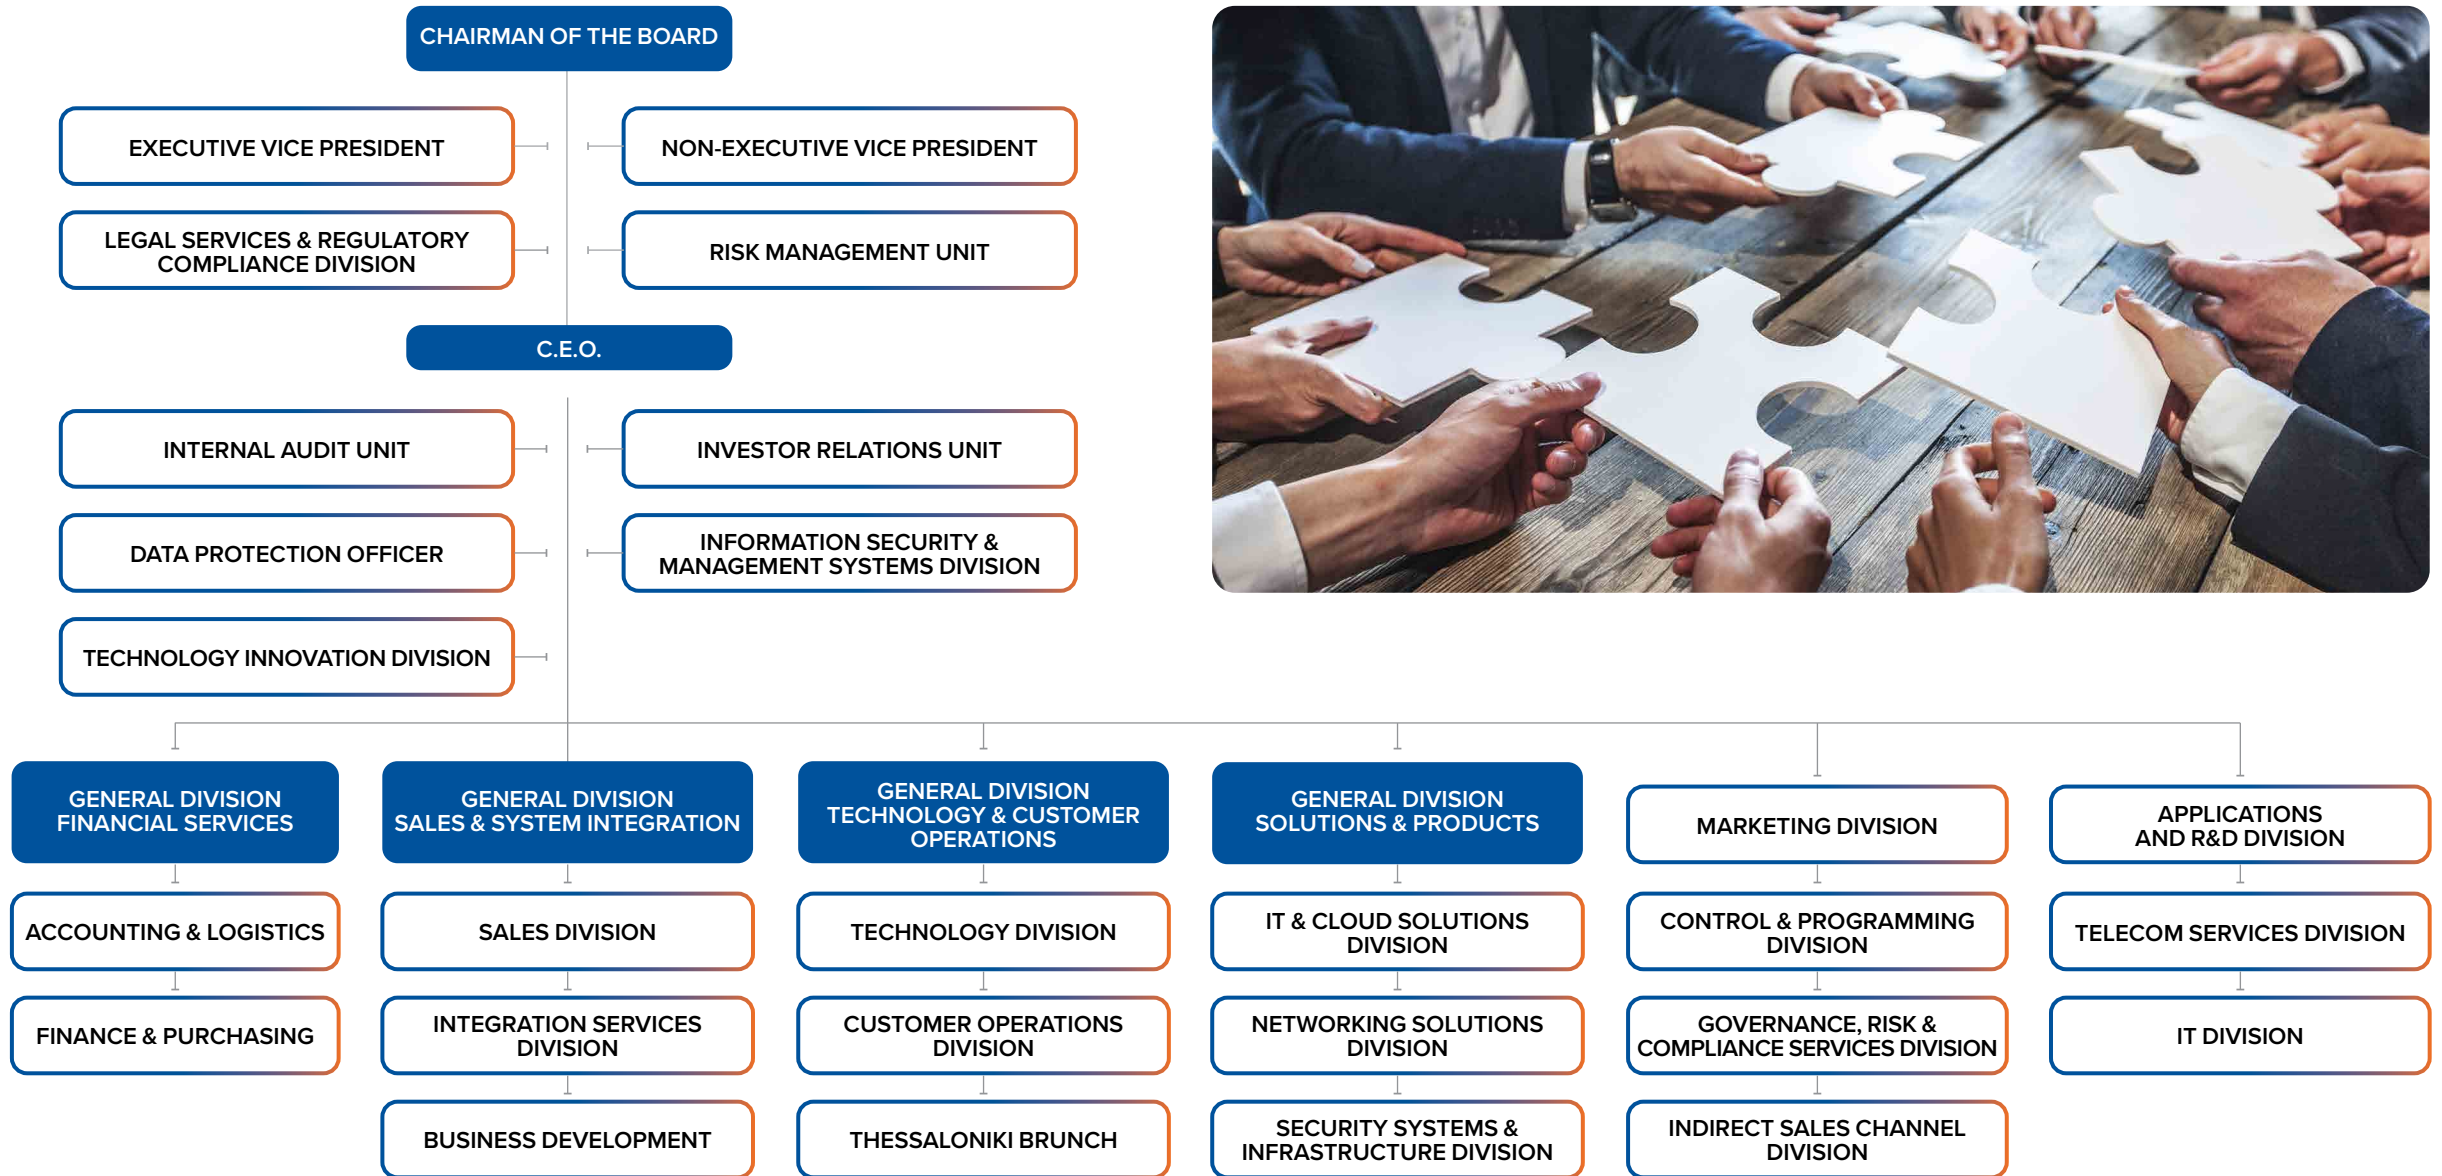 CHAIRMAN OF THE BOARD
EXECUTIVE VICE PRESIDENT
NON-EXECUTIVE VICE PRESIDENT
LEGAL SERVICES & REGULATORY
COMPLIANCE DIVISION
RISK MANAGEMENT UNIT
C.E.O.
INTERNAL AUDIT UNIT
INVESTOR RELATIONS UNIT
DATA PROTECTION OFFICER
INFORMATION SECURITY &
MANAGEMENT SYSTEMS DIVISION
TECHNOLOGY INNOVATION DIVISION
GENERAL DIVISION
FINANCIAL SERVICES
ACCOUNTING & LOGISTICS
FINANCE & PURCHASING
GENERAL DIVISION
SALES & SYSTEM INTEGRATION
SALES DIVISION
INTEGRATION SERVICES
DIVISION
BUSINESS DEVELOPMENT
GENERAL DIVISION
TECHNOLOGY & CUSTOMER
OPERATIONS
TECHNOLOGY DIVISION
CUSTOMER OPERATIONS
DIVISION
THESSALONIKI BRUNCH
GENERAL DIVISION
SOLUTIONS & PRODUCTS
IT & CLOUD SOLUTIONS
DIVISION
NETWORKING SOLUTIONS
DIVISION
SECURITY SYSTEMS &
INFRASTRUCTURE DIVISION
MARKETING DIVISION
CONTROL & PROGRAMMING
DIVISION
GOVERNANCE, RISK &
COMPLIANCE SERVICES DIVISION
INDIRECT SALES CHANNEL
DIVISION
APPLICATIONS
AND R&D DIVISION
TELECOM SERVICES DIVISION
IT DIVISION